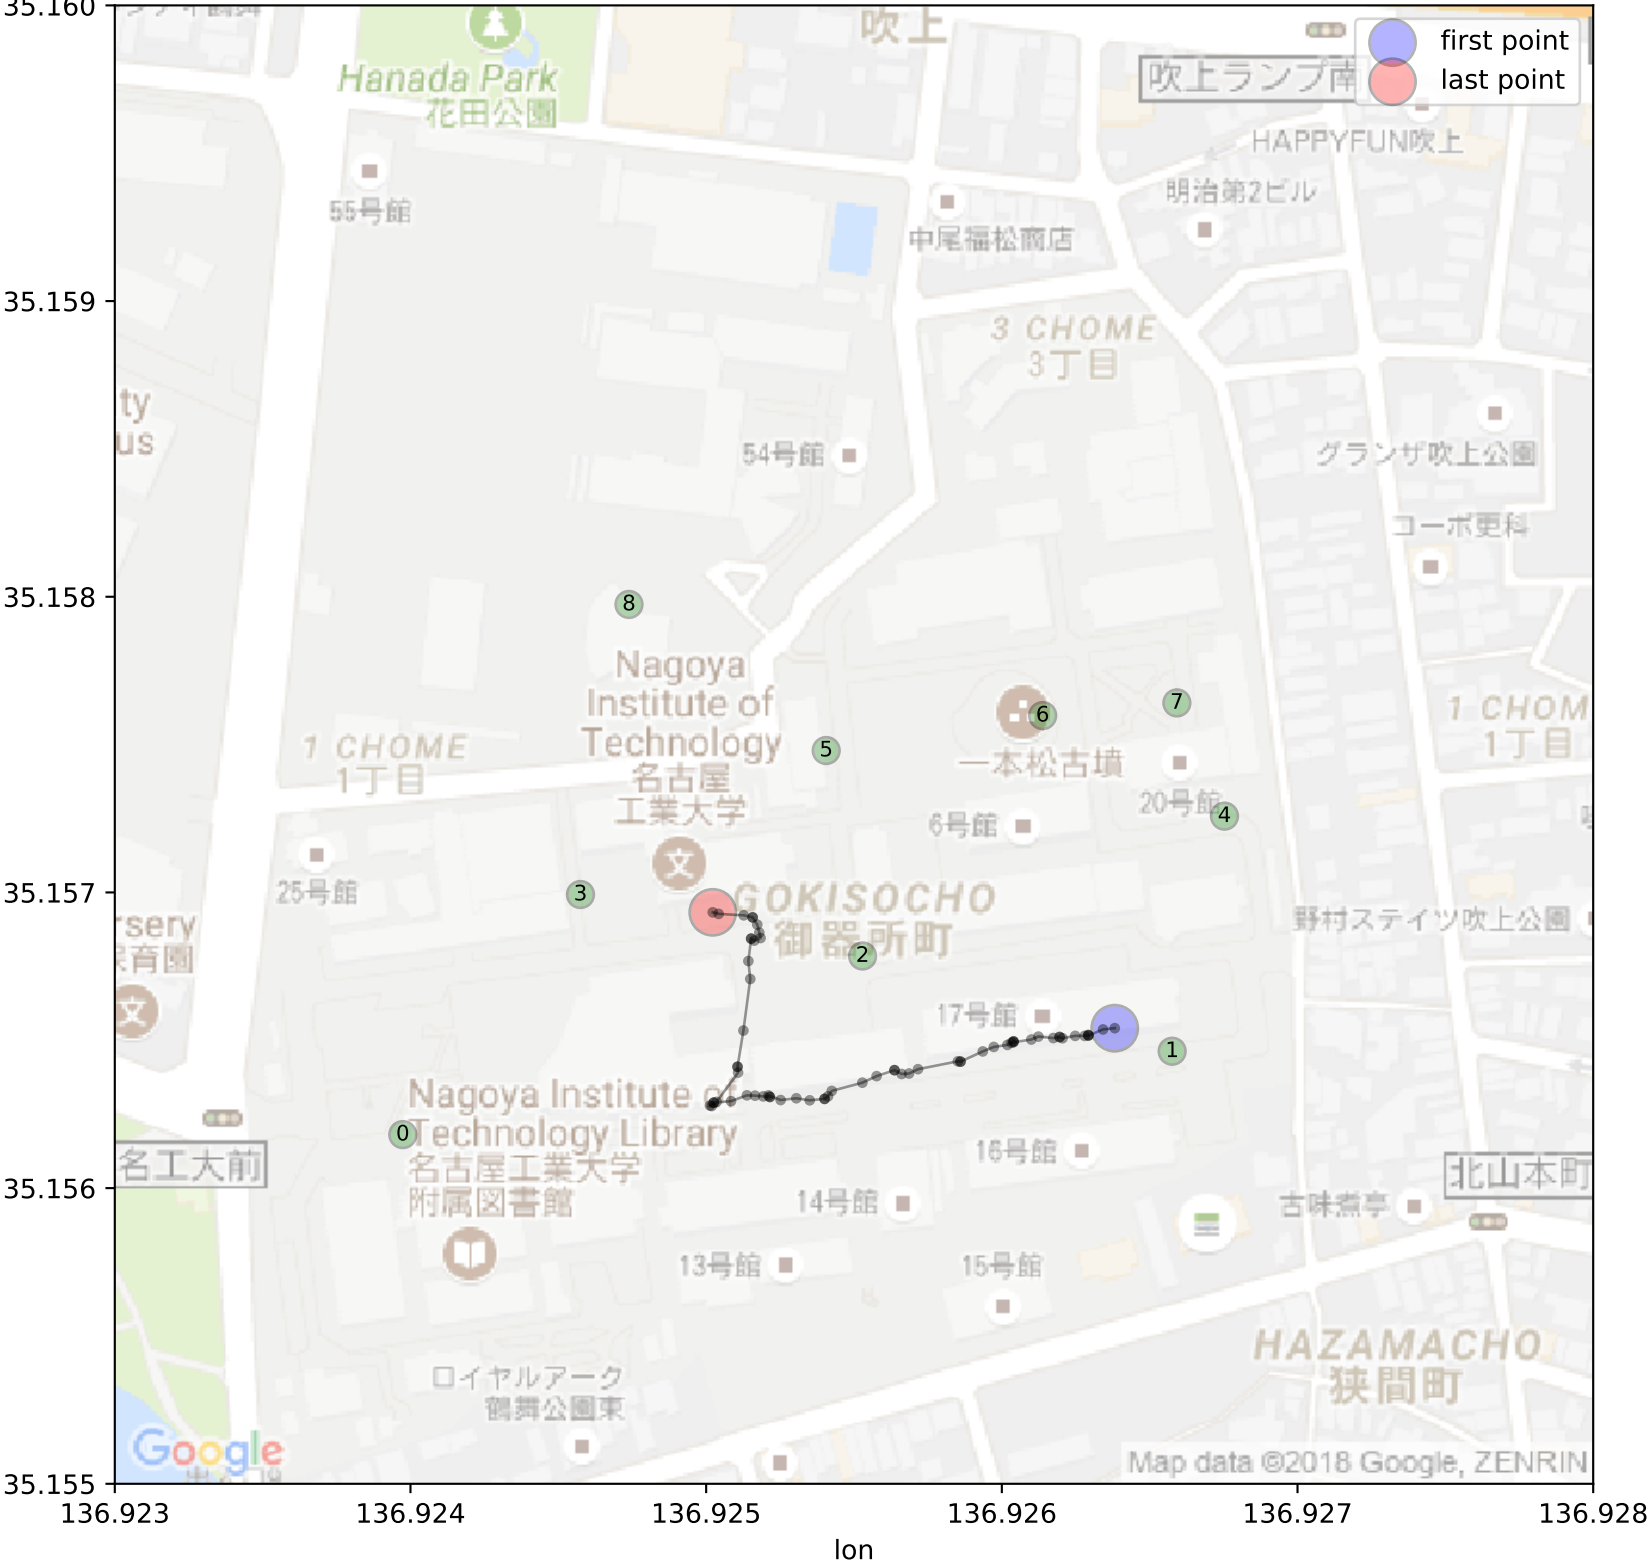 35.160
吹上
first point
last point
Hanada Park
花田公園
吹上ランプ南
HAPPYFUN吹上
明治第2ビル
55号館
中尾福松商店
35.159
3 CHOME
3丁目
ty
us
54号館
グランザ吹上公園
コーポ更科
35.158
8
Nagoya
Institute of
Technology
名古屋
工業大学
7
6
1 CHOM
1丁目
1 CHOME
1丁目
5
一本松古墳
20号館
4
6号館
35.157
25号館
3
GOKISOCHO
御器所町
野村ステイツ吹上公園
rsery
育園
2
17号館
1
Nagoya Institute of
Technology Library
名古屋工業大学
附属図書館
0
名工大前
16号館
北山本町
35.156
14号館
古味煮亭
13号館
15号館
HAZAMACHO
狭間町
ロイヤルアーク
鶴舞公園東
Google
Map data ©2018 Google, ZENRIN
35.155
136.923
136.924
136.925
136.926
136.927
136.928
lon